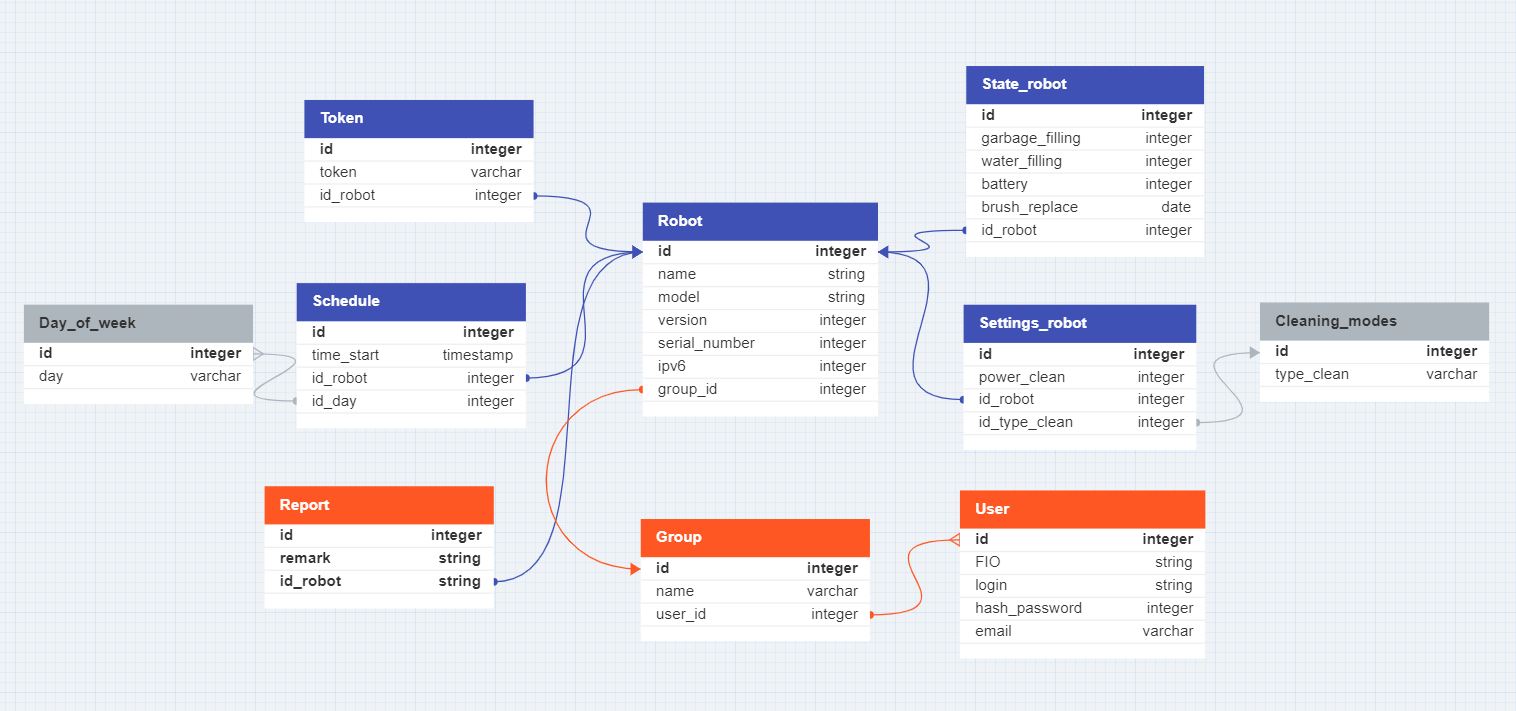 Token
id integer
token varchar
id_robot integer
State_robot
id integer
garbage_filling integer
water_filling integer
battery integer
brush_replace date
id_robot integer
Robot
id integer
name string
model string
version integer
serial_number integer
ipv6 integer
group_id integer
Day_of_week
id integer
day varchar
Schedule
id integer
time_start timestamp
id_robot integer
id_day integer
Settings_robot
id integer
power_clean integer
id_robot integer
id_type_clean integer
Cleaning_modes
id integer
type_clean varchar
Report
id integer
remark string
id_robot string
Group
id integer
name varchar
user_id integer
User
id integer
FIO string
login string
hash_password integer
email varchar